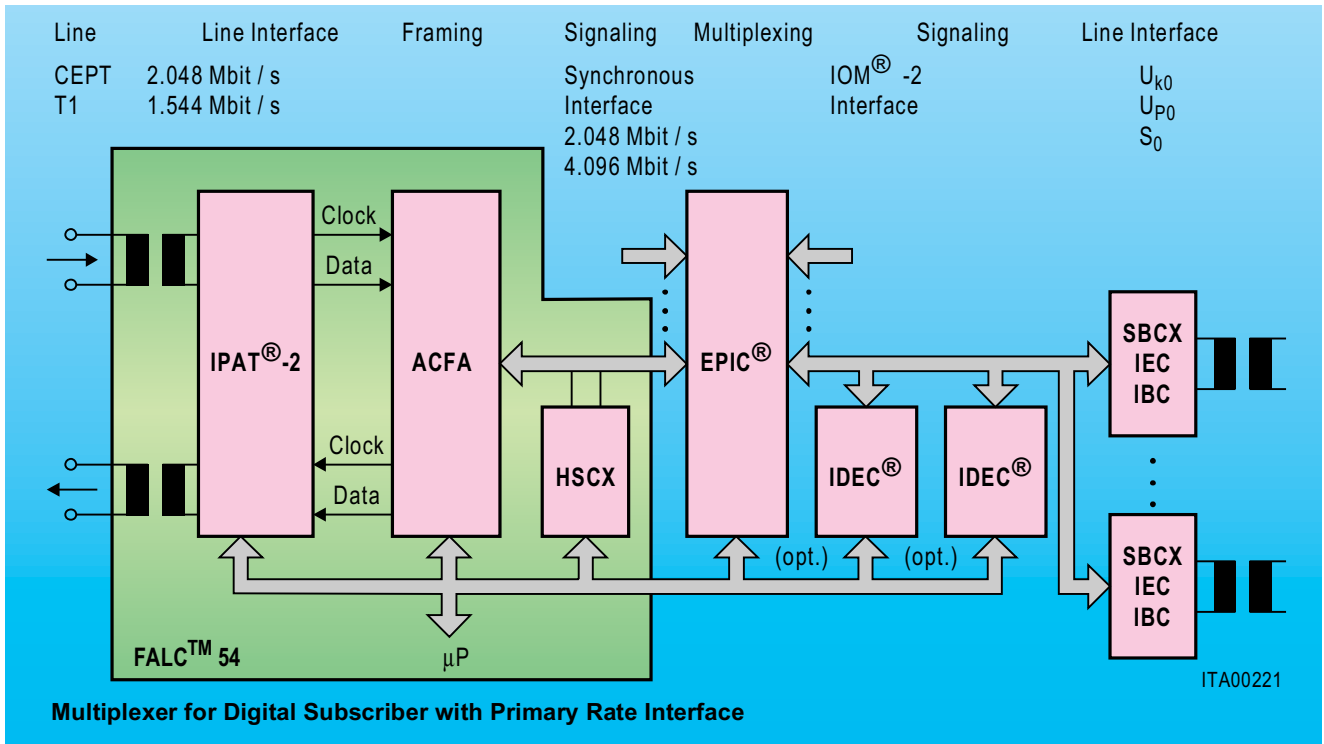 Line Line Interface Framing Signaling Multiplexing Signaling Line Interface
CEPT 2.048 Mbit / s Synchronous IOM® -2 Uk0
T1 1.544 Mbit / s Interface Interface UP0
2.048 Mbit / s S0
4.096 Mbit / s
Clock
Data
IPAT®-2
ACFA
EPIC®
SBCX
IEC
IBC
Clock
Data
HSCX
IDEC®
IDEC®
(opt.)
(opt.)
SBCX
IEC
IBC
FALC™ 54
µP
ITA00221
Multiplexer for Digital Subscriber with Primary Rate Interface